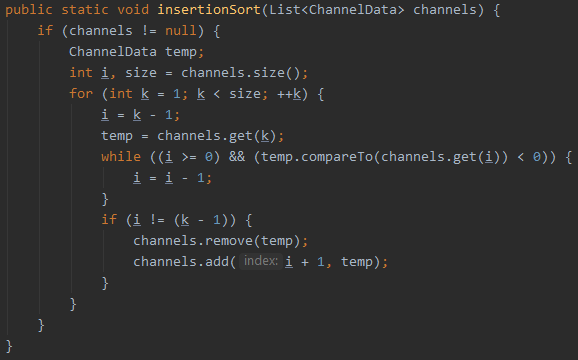 public static void insertionSort(List<ChannelData> channels) {
    if (channels != null) {
        ChannelData temp;
        int i, size = channels.size();
        for (int k = 1; k < size; ++k) {
            i = k - 1;
            temp = channels.get(k);
            while ((i >= 0) && (temp.compareTo(channels.get(i)) < 0)) {
                i = i - 1;
            }
            if (i != (k - 1)) {
                channels.remove(temp);
                channels.add( index: i + 1, temp);
            }
        }
    }
}